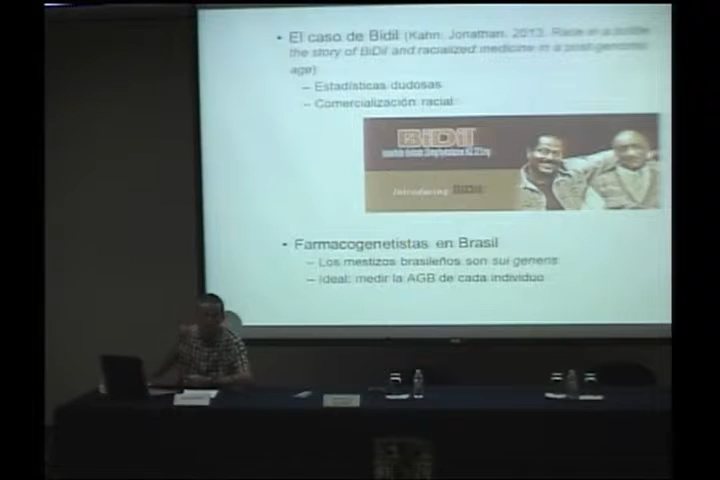 • El caso de Bidil (Kahn, Jonathan. 2013. Race in a bottle:
the story of BiDil and racialized medicine in a post-genomic
age)
– Estadísticas dudosas
– Comercialización racial
BiDil
Introducing BiDil
• Farmacogenetistas en Brasil
– Los mestizos brasileños son sui generis
– Ideal: medir la AGB de cada individuo